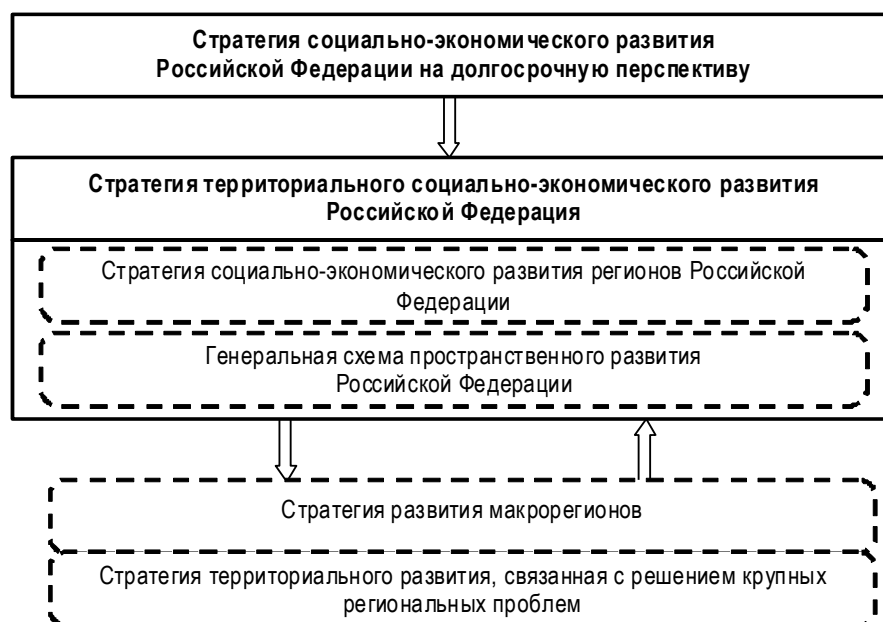 Стратегия социально-экономического развития
Российской Федерации на долгосрочную перспективу
Стратегия территориального социально-экономического развития
Российской Федерация
Стратегия социально-экономического развития регионов Российской
Федерации
Генеральная схема пространственного развития
Российской Федерации
Стратегия развития макрорегионов
Стратегия территориального развития, связанная с решением крупных
региональных проблем